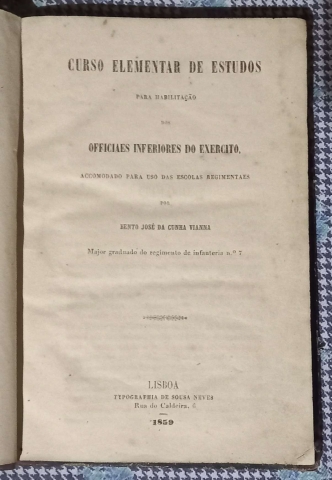 CURSO ELEMENTAR DE ESTUDOS
PARA HABILITAÇÃO
DOS
OFFICIAES INFERIORES DO EXERCITO,
ACCOMODADO PARA USO DAS ESCOLAS REGIMENTAES
POR
BENTO JOSÉ DA CUNHA VIANNA
Major graduado do regimento de infanteria n.º 7
LISBOA
TYPOGRAPHIA DE SOUSA NEVES
Rua do Caldeira, 6.
1859